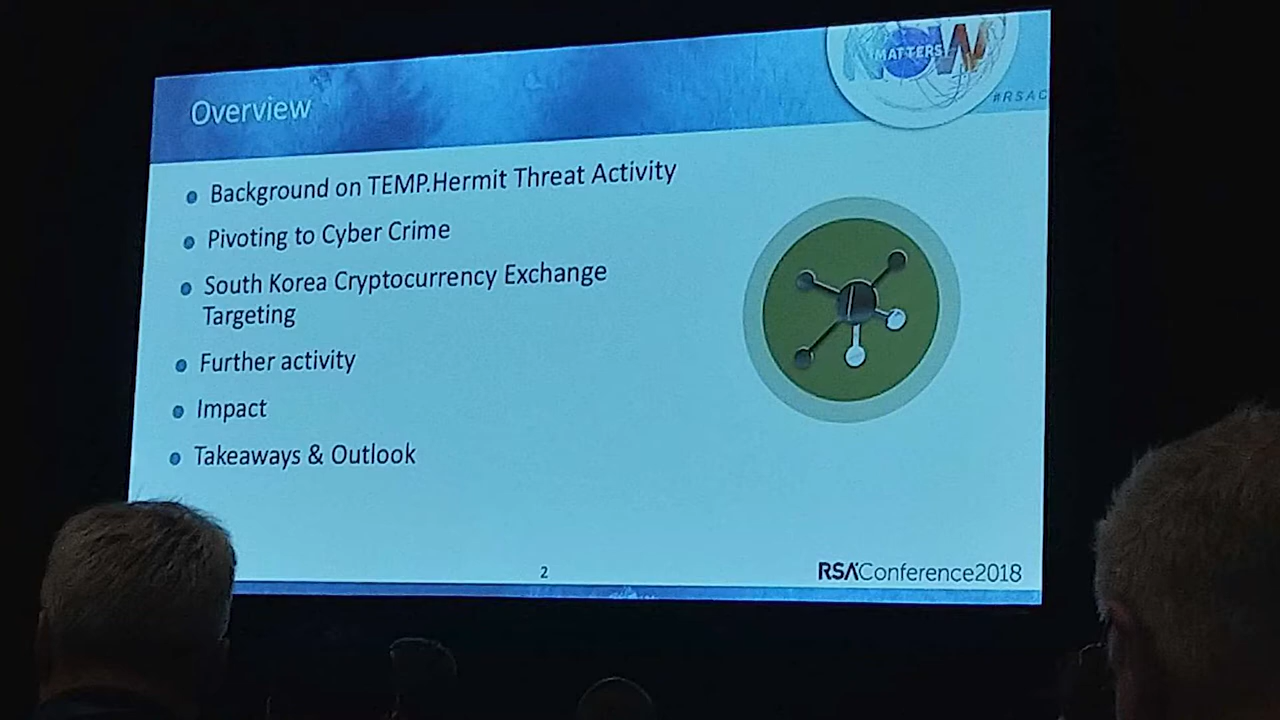 NOW
MATTERS
#RSAC
Overview
Background on TEMP.Hermit Threat Activity
Pivoting to Cyber Crime
South Korea Cryptocurrency Exchange
Targeting
Further activity
Impact
Takeaways & Outlook
2
RSAConference2018